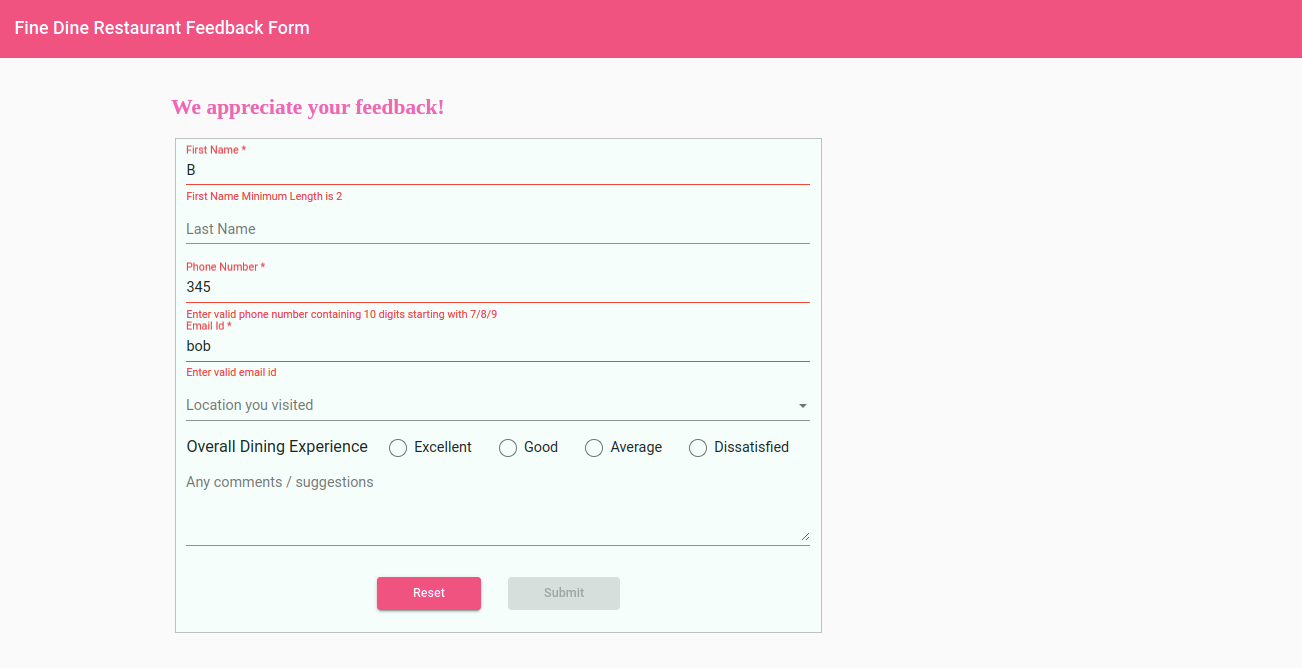 Fine Dine Restaurant Feedback Form
We appreciate your feedback!
First Name *
B
First Name Minimum Length is 2
Last Name
Phone Number *
345
Enter valid phone number containing 10 digits starting with 7/8/9
Email Id *
bob
Enter valid email id
Location you visited
Overall Dining Experience Excellent Good Average Dissatisfied
Any comments / suggestions
Reset Submit